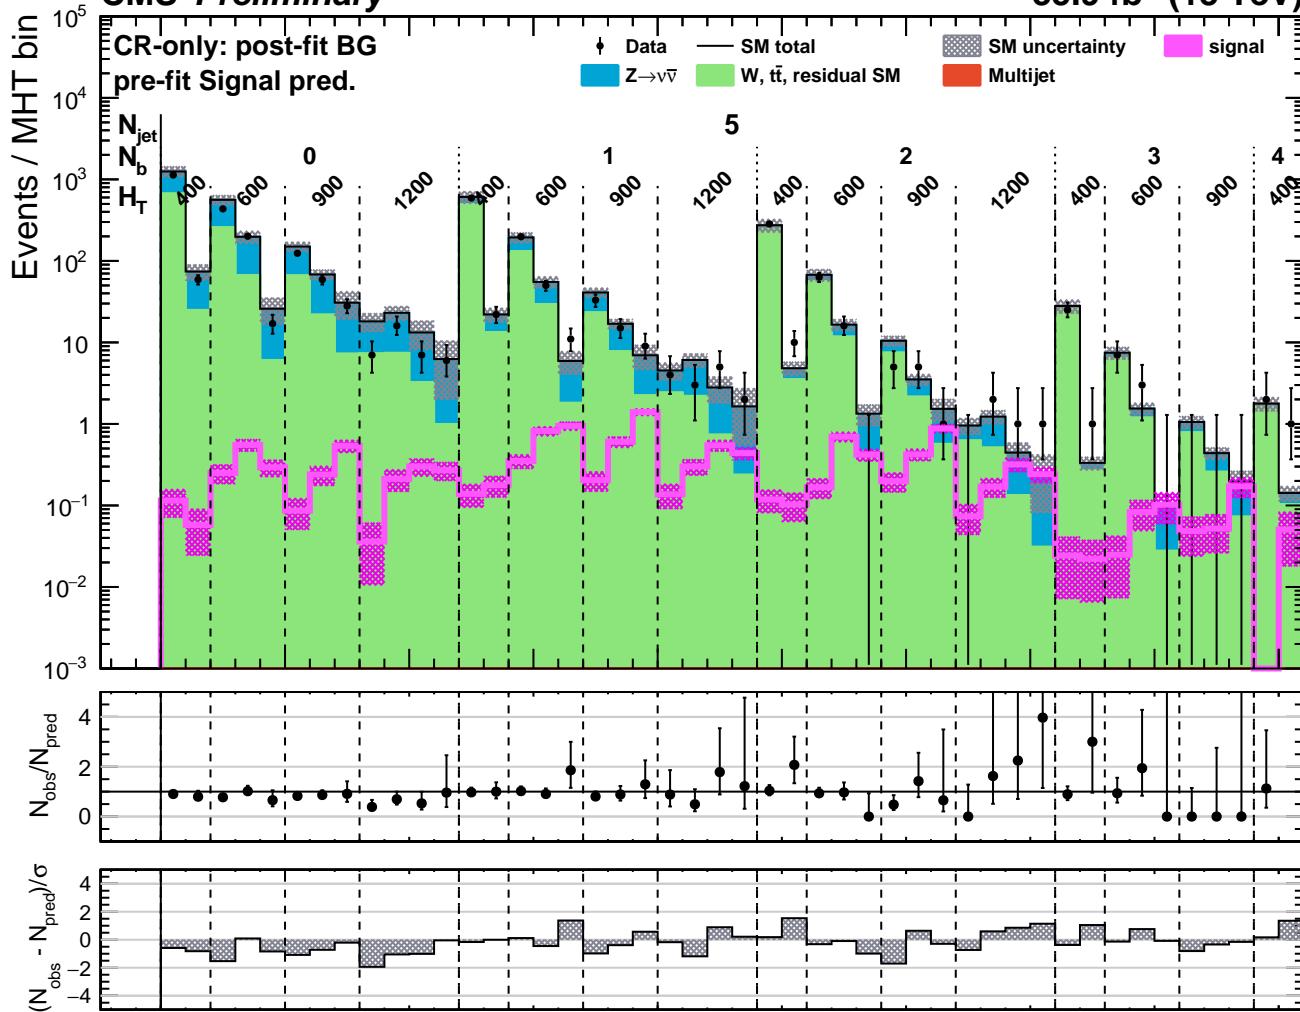 CMS Preliminary
Events / MHT bin
CR-only: post-fit BG
pre-fit Signal pred.
Data
SM total
SM uncertainty
signal
Z→νν̄
W, tt̄, residual SM
Multijet
N_jet
5
N_b
0
1
2
3
4
H_T
400
600
900
1200
400
600
900
1200
400
600
900
1200
400
600
900
400
10^5
10^4
10^3
10^2
10
1
10^−1
10^−2
10^−3
N_obs/N_pred
4
2
0
(N_obs - N_pred)/σ
4
2
0
−2
−4